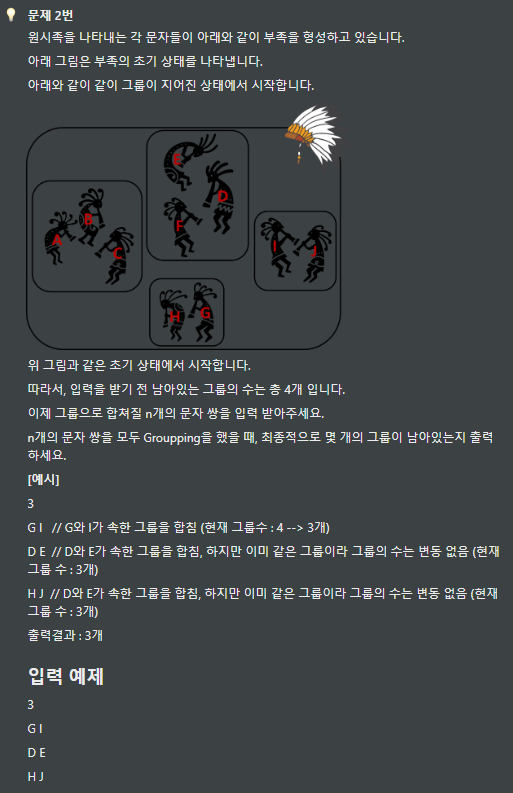 문제 2번
원시족을 나타내는 각 문자들이 아래와 같이 부족을 형성하고 있습니다.
아래 그림은 부족의 초기 상태를 나타냅니다.
아래와 같이 같이 그룹이 지어진 상태에서 시작합니다.
E
D
F
A
B
C
I
J
H
G
위 그림과 같은 초기 상태에서 시작합니다.
따라서, 입력을 받기 전 남아있는 그룹의 수는 총 4개 입니다.
이제 그룹으로 합쳐질 n개의 문자 쌍을 입력 받아주세요.
n개의 문자 쌍을 모두 Groupping을 했을 때, 최종적으로 몇 개의 그룹이 남아있는지 출력
하세요.
[예시]
3
G I // G와 I가 속한 그룹을 합침 (현재 그룹수 : 4 --> 3개)
D E // D와 E가 속한 그룹을 합침, 하지만 이미 같은 그룹이라 그룹의 수는 변동 없음 (현재
그룹 수 : 3개)
H J // D와 E가 속한 그룹을 합침, 하지만 이미 같은 그룹이라 그룹의 수는 변동 없음 (현재
그룹 수 : 3개)
출력결과 : 3개
입력 예제
3
G I
D E
H J